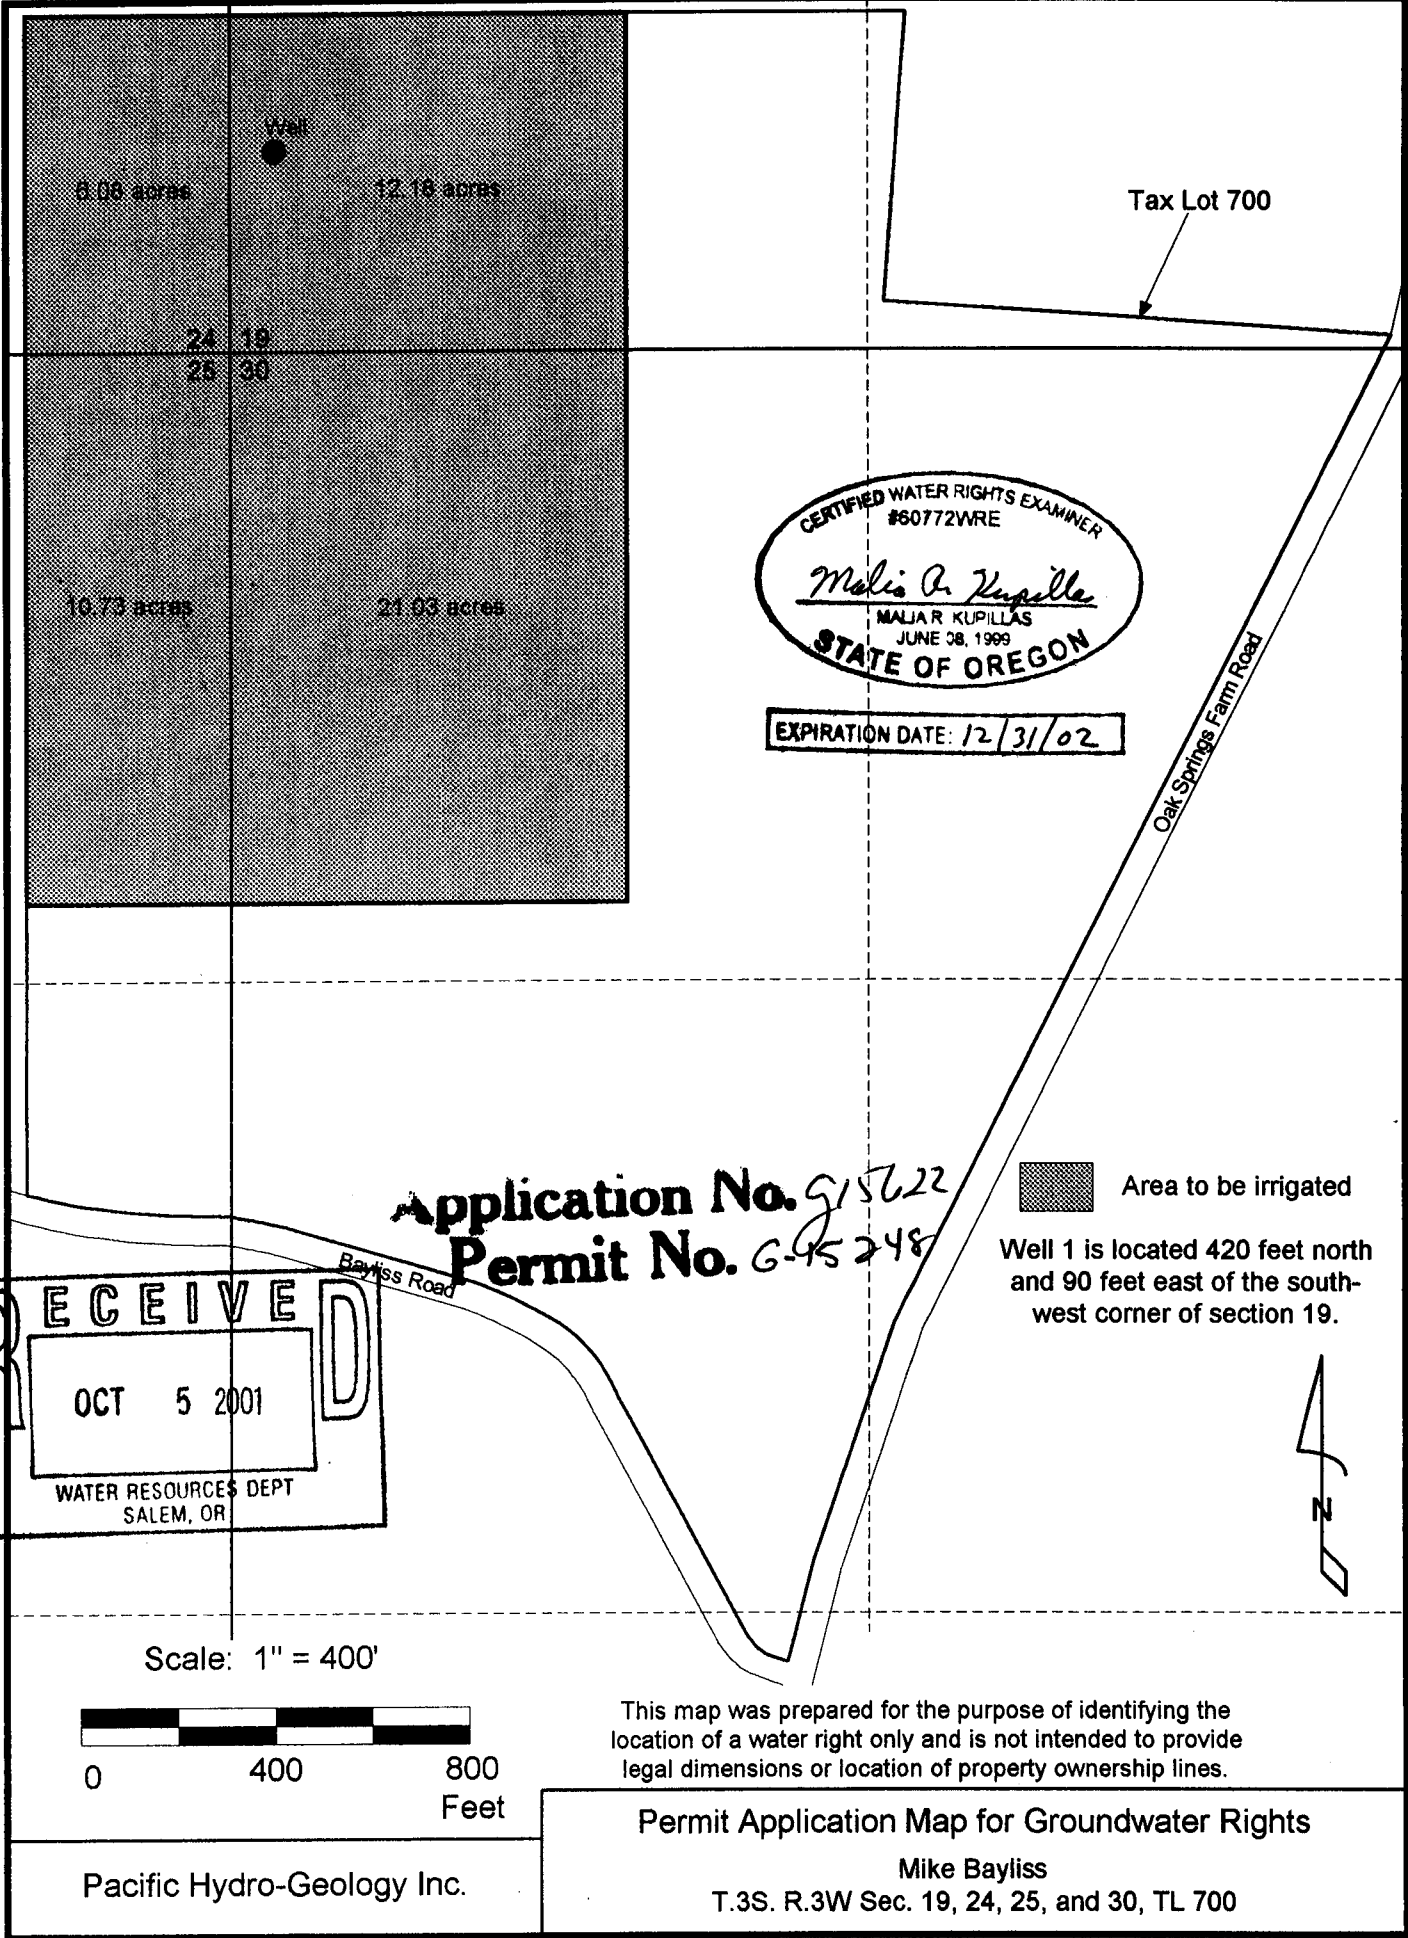 Well
6.08 acres
12.18 acres
Tax Lot 700
24 19
25 30
CERTIFIED WATER RIGHTS EXAMINER
#60772WRE
Malia R. Kupillas
MALIA R KUPILLAS
JUNE 08, 1999
STATE OF OREGON
10.73 acres
21.03 acres
EXPIRATION DATE: 12/31/02
Oak Springs Farm Road
Application No. G15622
Permit No. G-15248
Area to be irrigated
Well 1 is located 420 feet north
and 90 feet east of the south-
west corner of section 19.
Bayliss Road
RECEIVED
OCT 5 2001
WATER RESOURCES DEPT
SALEM, OR
N
Scale: 1" = 400'
0 400 800
Feet
This map was prepared for the purpose of identifying the
location of a water right only and is not intended to provide
legal dimensions or location of property ownership lines.
Permit Application Map for Groundwater Rights
Mike Bayliss
T.3S. R.3W Sec. 19, 24, 25, and 30, TL 700
Pacific Hydro-Geology Inc.